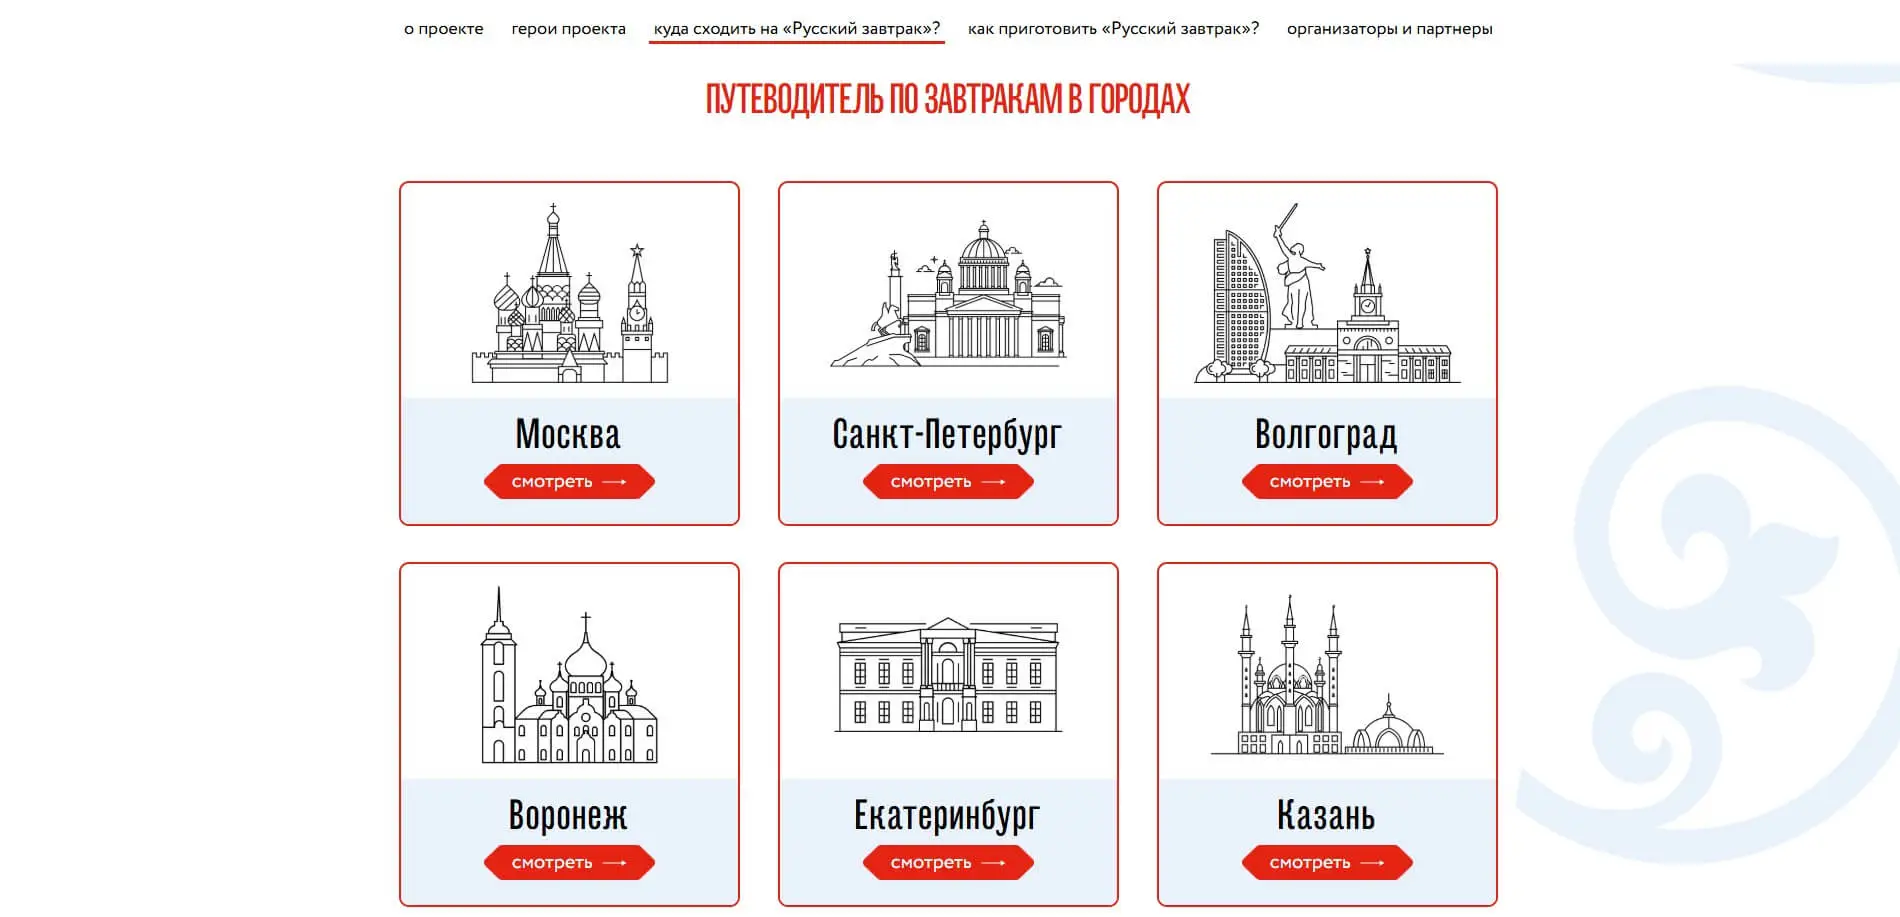 о проекте герои проекта куда сходить на «Русский завтрак»? как приготовить «Русский завтрак»? организаторы и партнеры
ПУТЕВОДИТЕЛЬ ПО ЗАВТРАКАМ В ГОРОДАХ
Москва
смотреть →
Санкт-Петербург
смотреть →
Волгоград
смотреть →
Воронеж
смотреть →
Екатеринбург
смотреть →
Казань
смотреть →